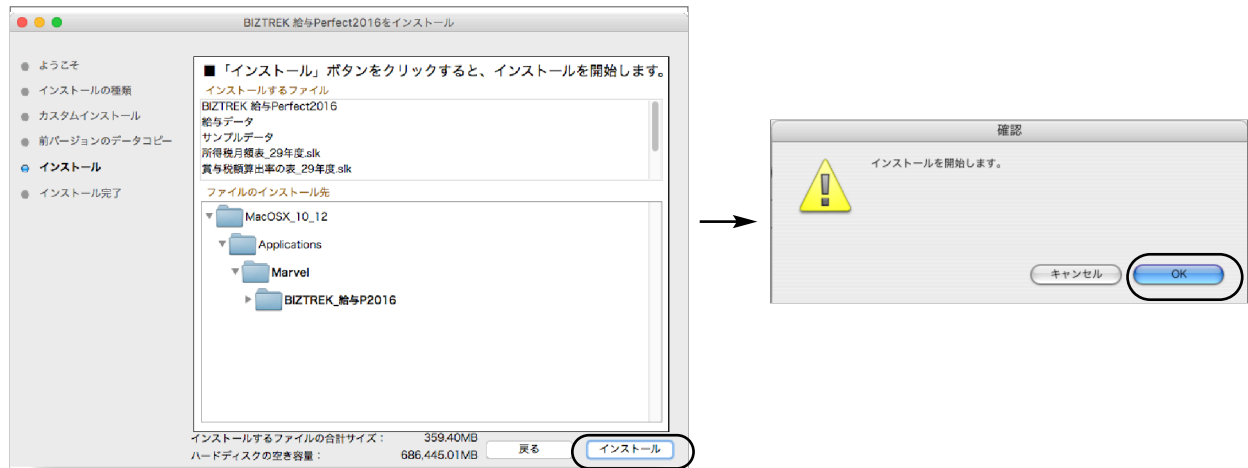 BIZTREK 給与Perfect2016をインストール
ようこそ
インストールの種類
カスタムインストール
前バージョンのデータコピー
インストール
インストール完了
■「インストール」ボタンをクリックすると、インストールを開始します。
インストールするファイル
BIZTREK 給与Perfect2016
給与データ
サンプルデータ
所得税月額表_29年度.slk
賞与税額算出率の表_29年度.slk
ファイルのインストール先
MacOSX_10_12
Applications
Marvel
BIZTREK_給与P2016
インストールするファイルの合計サイズ： 359.40MB
ハードディスクの空き容量： 686,445.01MB
戻る
インストール
確認
インストールを開始します。
キャンセル
OK